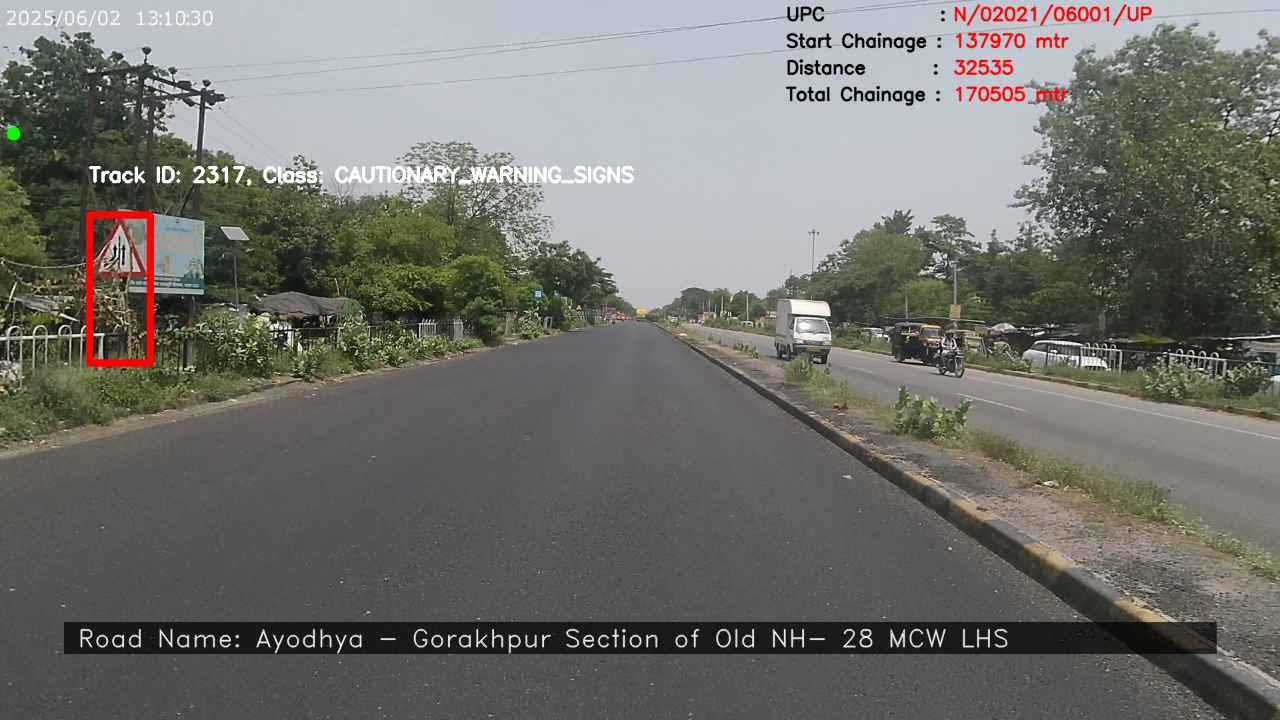 2025/06/02 13:10:30
UPC : N/02021/06001/UP
Start Chainage : 137970 mtr
Distance : 32535
Total Chainage : 170505 mtr
Track ID: 2317, Class: CAUTIONARY_WARNING_SIGNS
Road Name: Ayodhya - Gorakhpur Section of Old NH- 28 MCW LHS